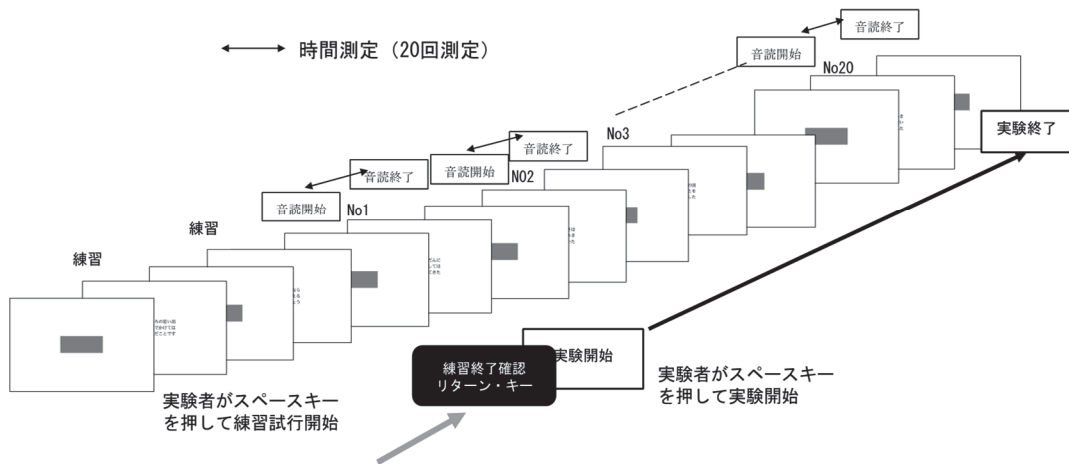 時間測定（20回測定）
音読開始
音読終了
No20
実験終了
No3
音読開始
音読終了
NO2
音読開始
音読終了
No1
練習
練習
練習終了確認
リターン・キー
実験開始
実験者がスペースキー
を押して練習試行開始
実験者がスペースキー
を押して実験開始